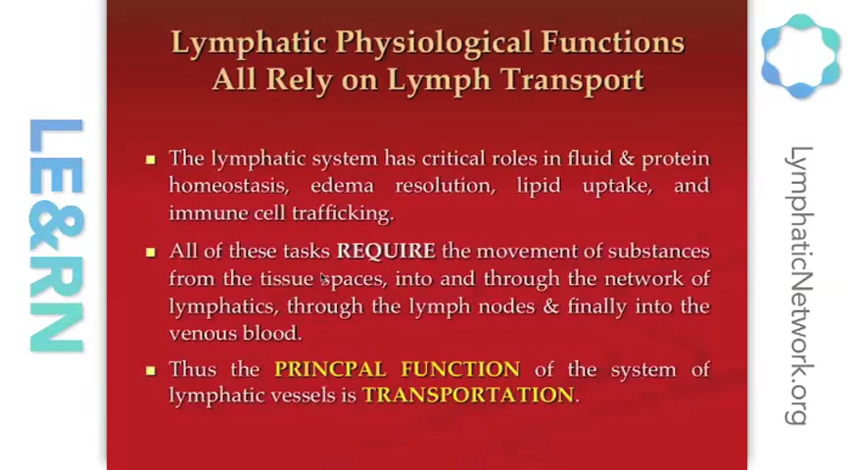 Lymphatic Physiological Functions
All Rely on Lymph Transport
The lymphatic system has critical roles in fluid & protein
homeostasis, edema resolution, lipid uptake, and
immune cell trafficking.
All of these tasks REQUIRE the movement of substances
from the tissue spaces, into and through the network of
lymphatics, through the lymph nodes & finally into the
venous blood.
Thus the PRINCPAL FUNCTION of the system of
lymphatic vessels is TRANSPORTATION.
LE&RN
LymphaticNetwork.org